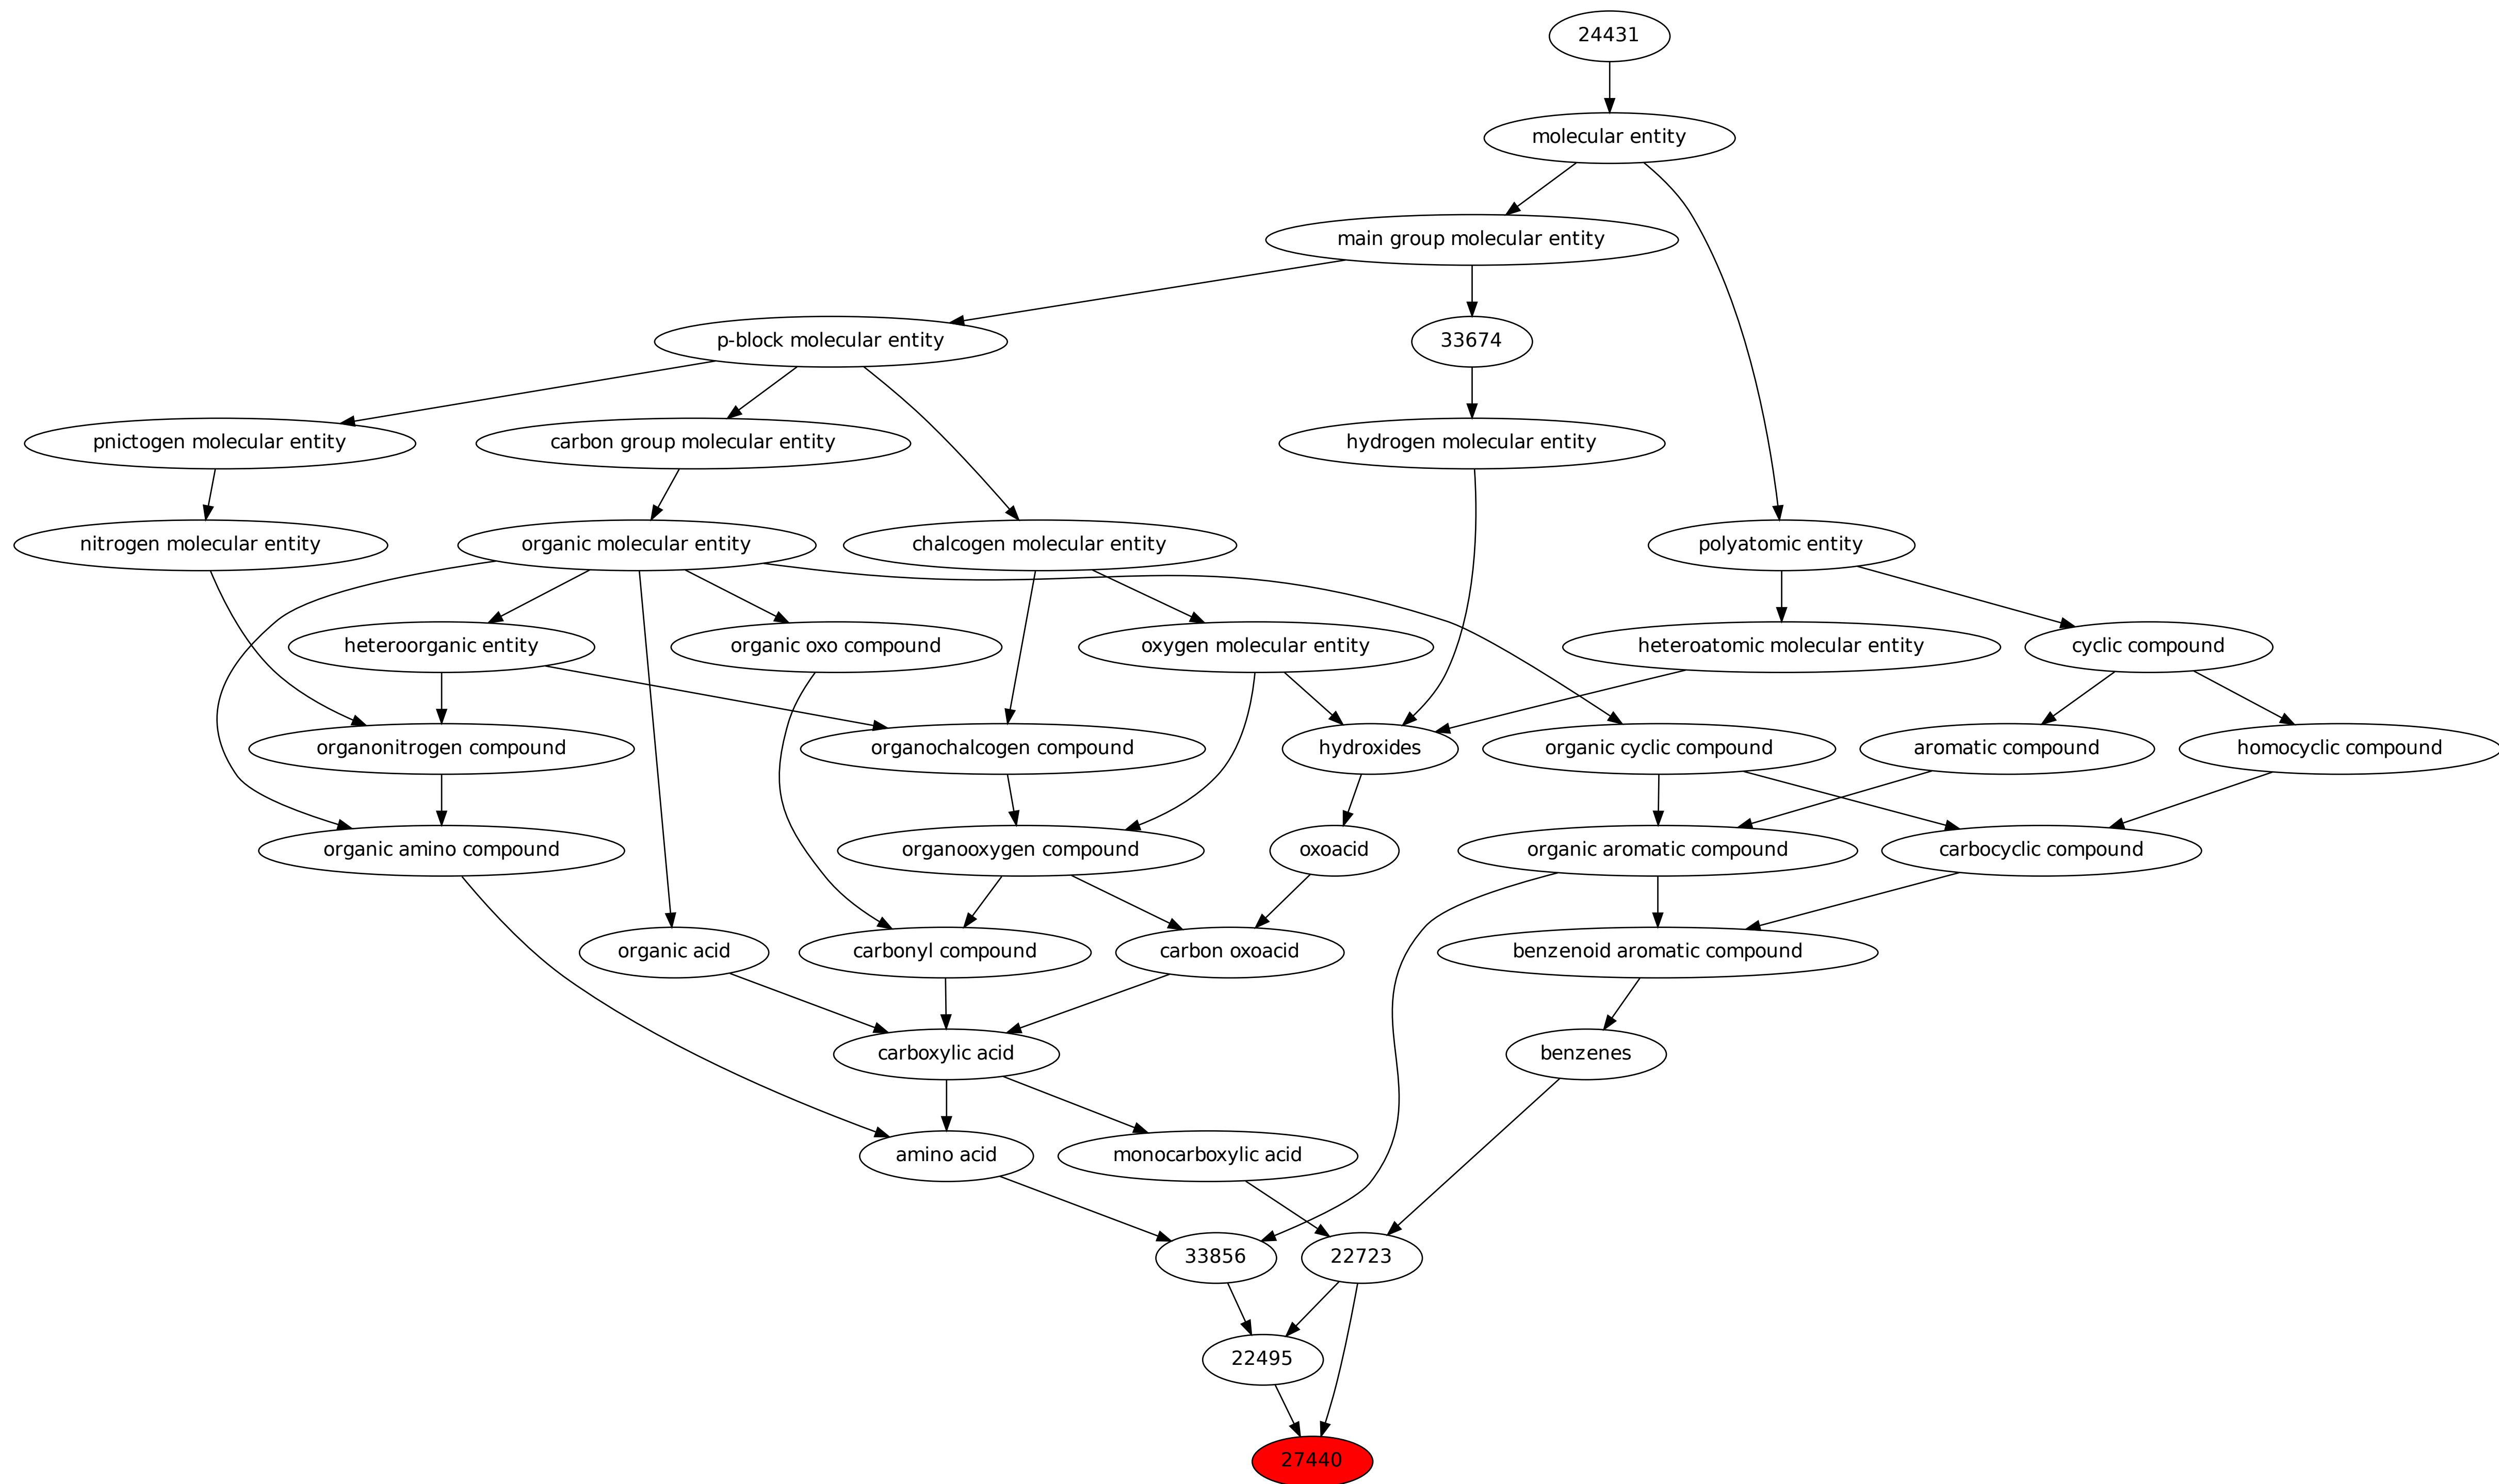 24431
molecular entity
main group molecular entity
p-block molecular entity
33674
pnictogen molecular entity
carbon group molecular entity
hydrogen molecular entity
nitrogen molecular entity
organic molecular entity
chalcogen molecular entity
polyatomic entity
heteroorganic entity
organic oxo compound
oxygen molecular entity
heteroatomic molecular entity
cyclic compound
organonitrogen compound
organochalcogen compound
hydroxides
organic cyclic compound
aromatic compound
homocyclic compound
organic amino compound
organooxygen compound
oxoacid
organic aromatic compound
carbocyclic compound
organic acid
carbonyl compound
carbon oxoacid
benzenoid aromatic compound
carboxylic acid
benzenes
amino acid
monocarboxylic acid
33856
22723
22495
27440